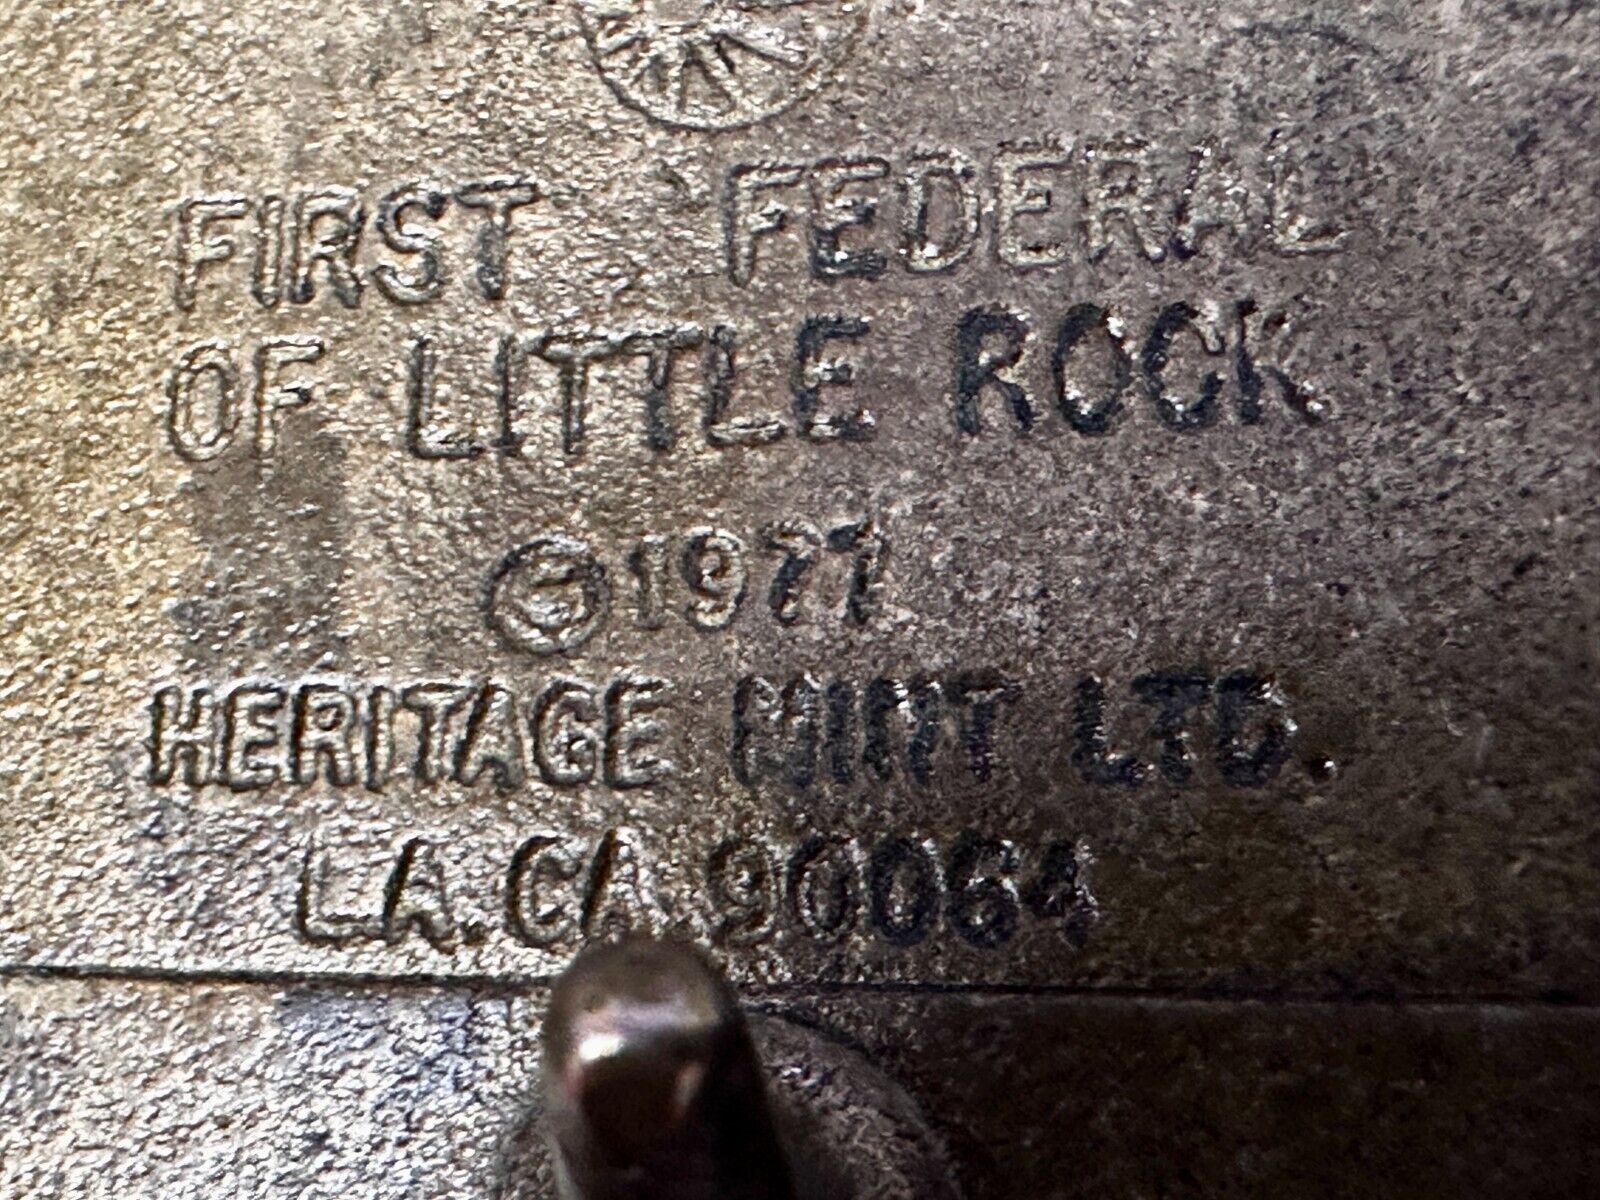 FIRST FEDERAL
OF LITTLE ROCK
©1977
HERITAGE MINT LTD.
L.A. CA 90064